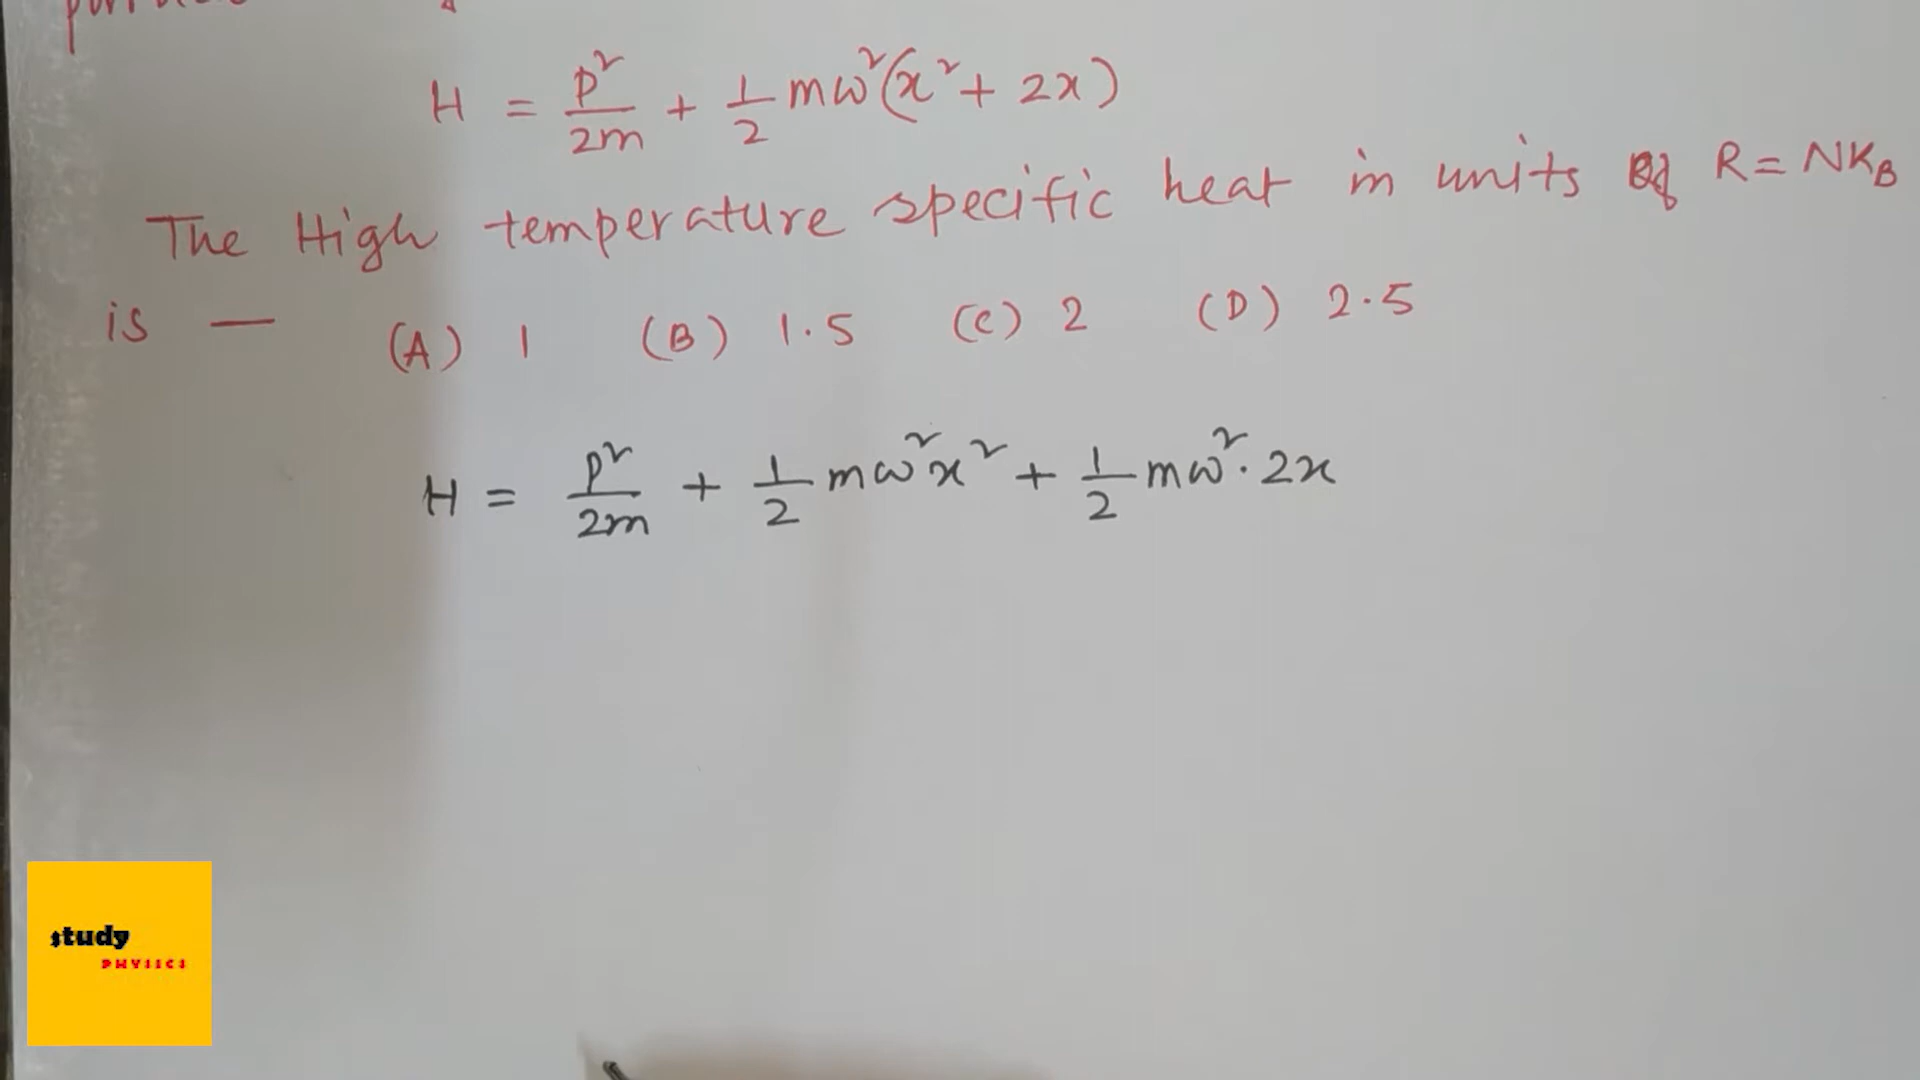 H = p²/2m + 1/2 mω²(x² + 2x)
The High temperature specific heat in units of R = NKB
is — (A) 1 (B) 1.5 (C) 2 (D) 2.5
H = p²/2m + 1/2 mω²x² + 1/2 mω². 2x
study
PHYSICS